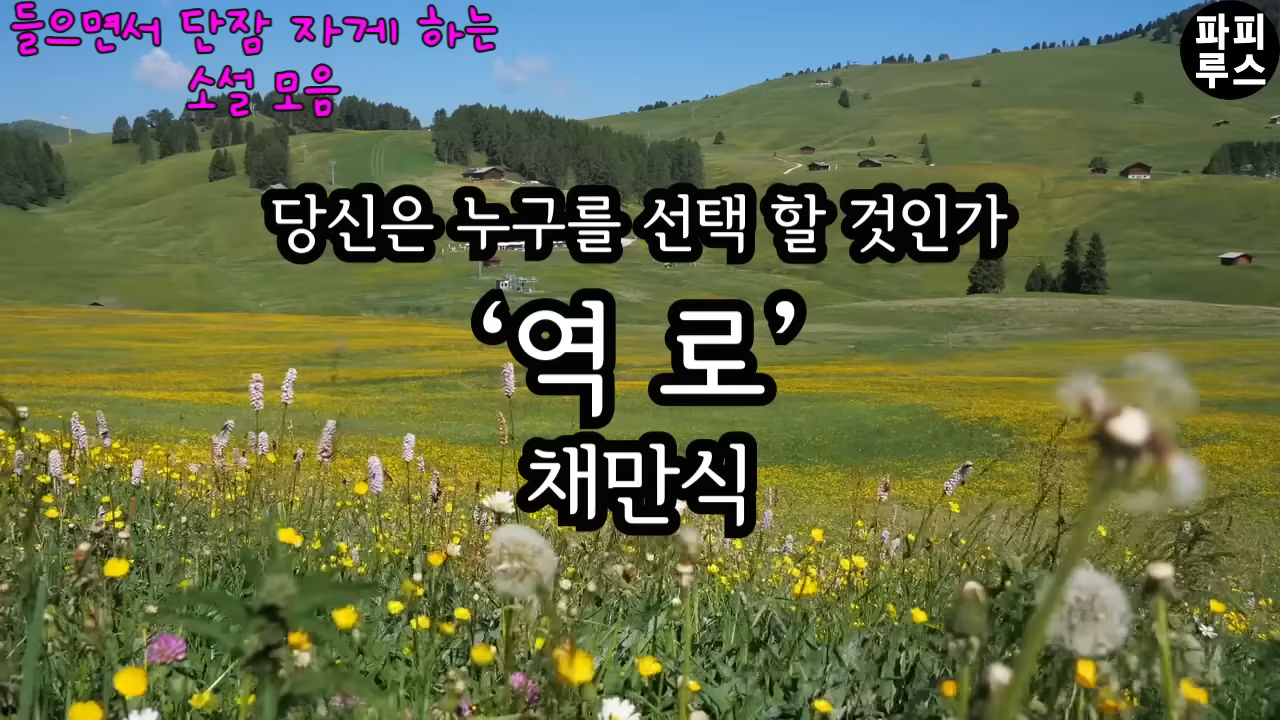 들으면서 단잠 자게 하는
소설 모음
파피
루스
당신은 누구를 선택 할 것인가
‘역 로’
채만식